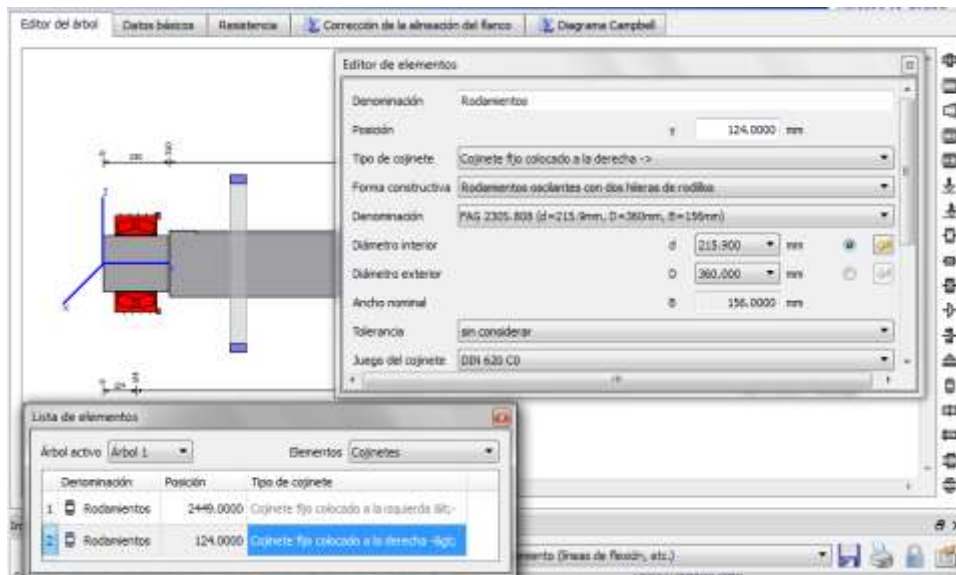 Editor del árbol
Datos básicos
Resistencia
Corrección de la alineación del flanco
Diagrama Campbell
Editor de elementos
Denominación Rodamientos
Posición y 124.0000 mm
Tipo de cojinete Cojinete fijo colocado a la derecha ->
Forma constructiva Rodamientos oscilantes con dos hileras de rodillos
Denominación FAG 230S.808 (d=215.9mm, D=360mm, B=156mm)
Diámetro interior d 215.900 mm
Diámetro exterior D 360.000 mm
Ancho nominal B 156.0000 mm
Tolerancia sin considerar
Juego del cojinete DIN 620 C0
Lista de elementos
Árbol activo Árbol 1 Elementos Cojinetes
Denominación Posición Tipo de cojinete
1 Rodamientos 2449.0000 Cojinete fijo colocado a la izquierda &lt;-
2 Rodamientos 124.0000 Cojinete fijo colocado a la derecha -&gt;
(líneas de flexión, etc.)